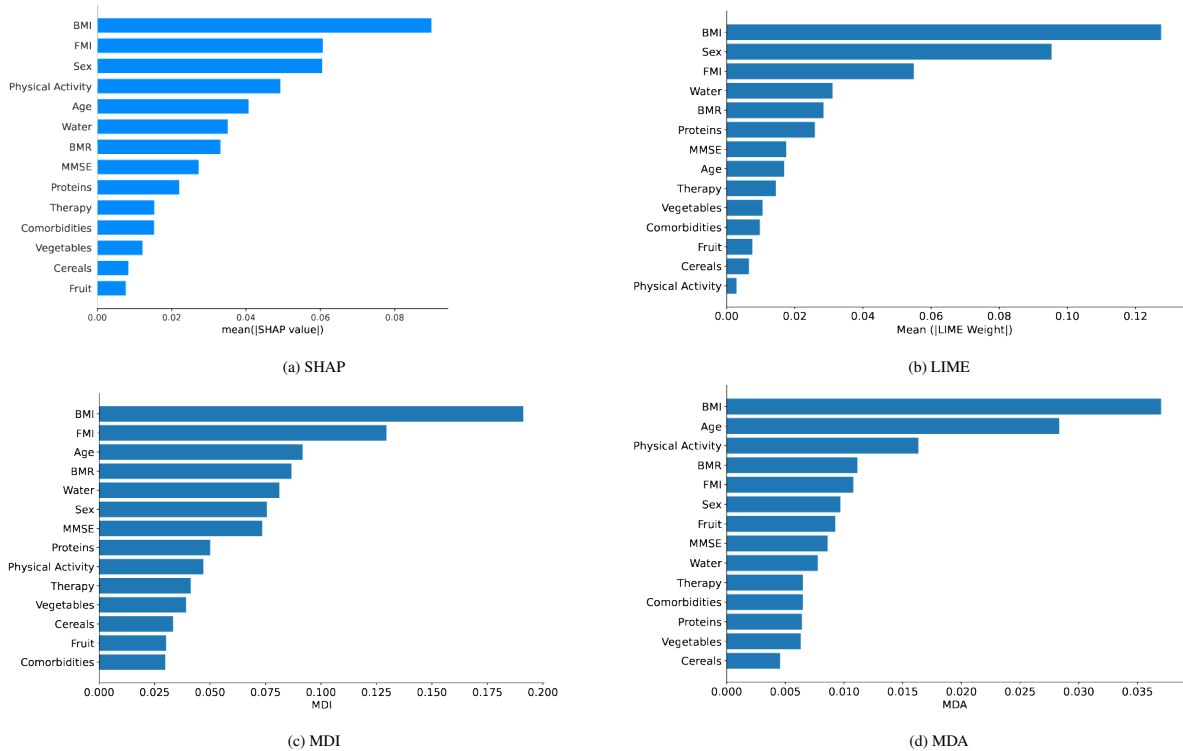 BMI
FMI
Sex
Physical Activity
Age
Water
BMR
MMSE
Proteins
Therapy
Comorbidities
Vegetables
Cereals
Fruit
0.00 0.02 0.04 0.06 0.08
mean(|SHAP value|)
(a) SHAP
BMI
Sex
FMI
Water
BMR
Proteins
MMSE
Age
Therapy
Vegetables
Comorbidities
Fruit
Cereals
Physical Activity
0.00 0.02 0.04 0.06 0.08 0.10 0.12
Mean (|LIME Weight|)
(b) LIME
BMI
FMI
Age
BMR
Water
Sex
MMSE
Proteins
Physical Activity
Therapy
Vegetables
Cereals
Fruit
Comorbidities
0.000 0.025 0.050 0.075 0.100 0.125 0.150 0.175 0.200
MDI
(c) MDI
BMI
Age
Physical Activity
BMR
FMI
Sex
Fruit
MMSE
Water
Therapy
Comorbidities
Proteins
Vegetables
Cereals
0.000 0.005 0.010 0.015 0.020 0.025 0.030 0.035
MDA
(d) MDA